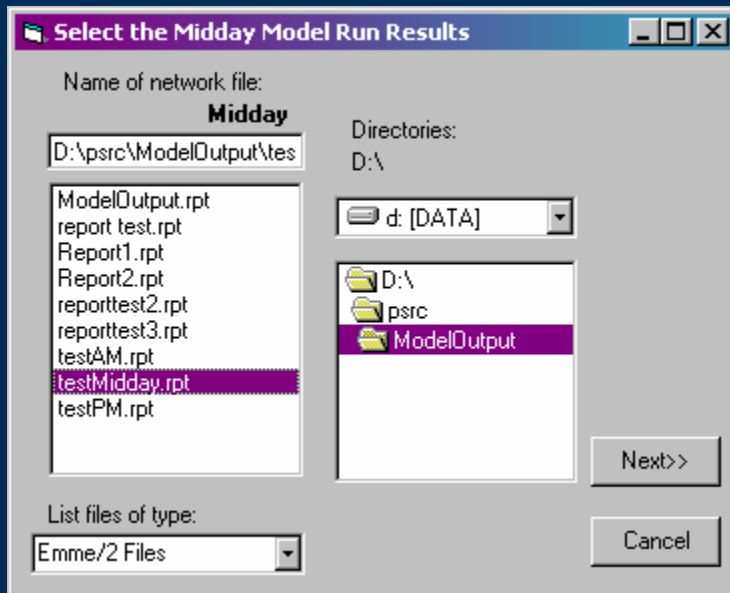 Select the Midday Model Run Results
Name of network file:
Midday
D:\psrc\ModelOutput\tes
ModelOutput.rpt
report test.rpt
Report1.rpt
Report2.rpt
reporttest2.rpt
reporttest3.rpt
testAM.rpt
testMidday.rpt
testPM.rpt
List files of type:
Emme/2 Files
Directories:
D:\
d: [DATA]
D:\
psrc
ModelOutput
Next>>
Cancel